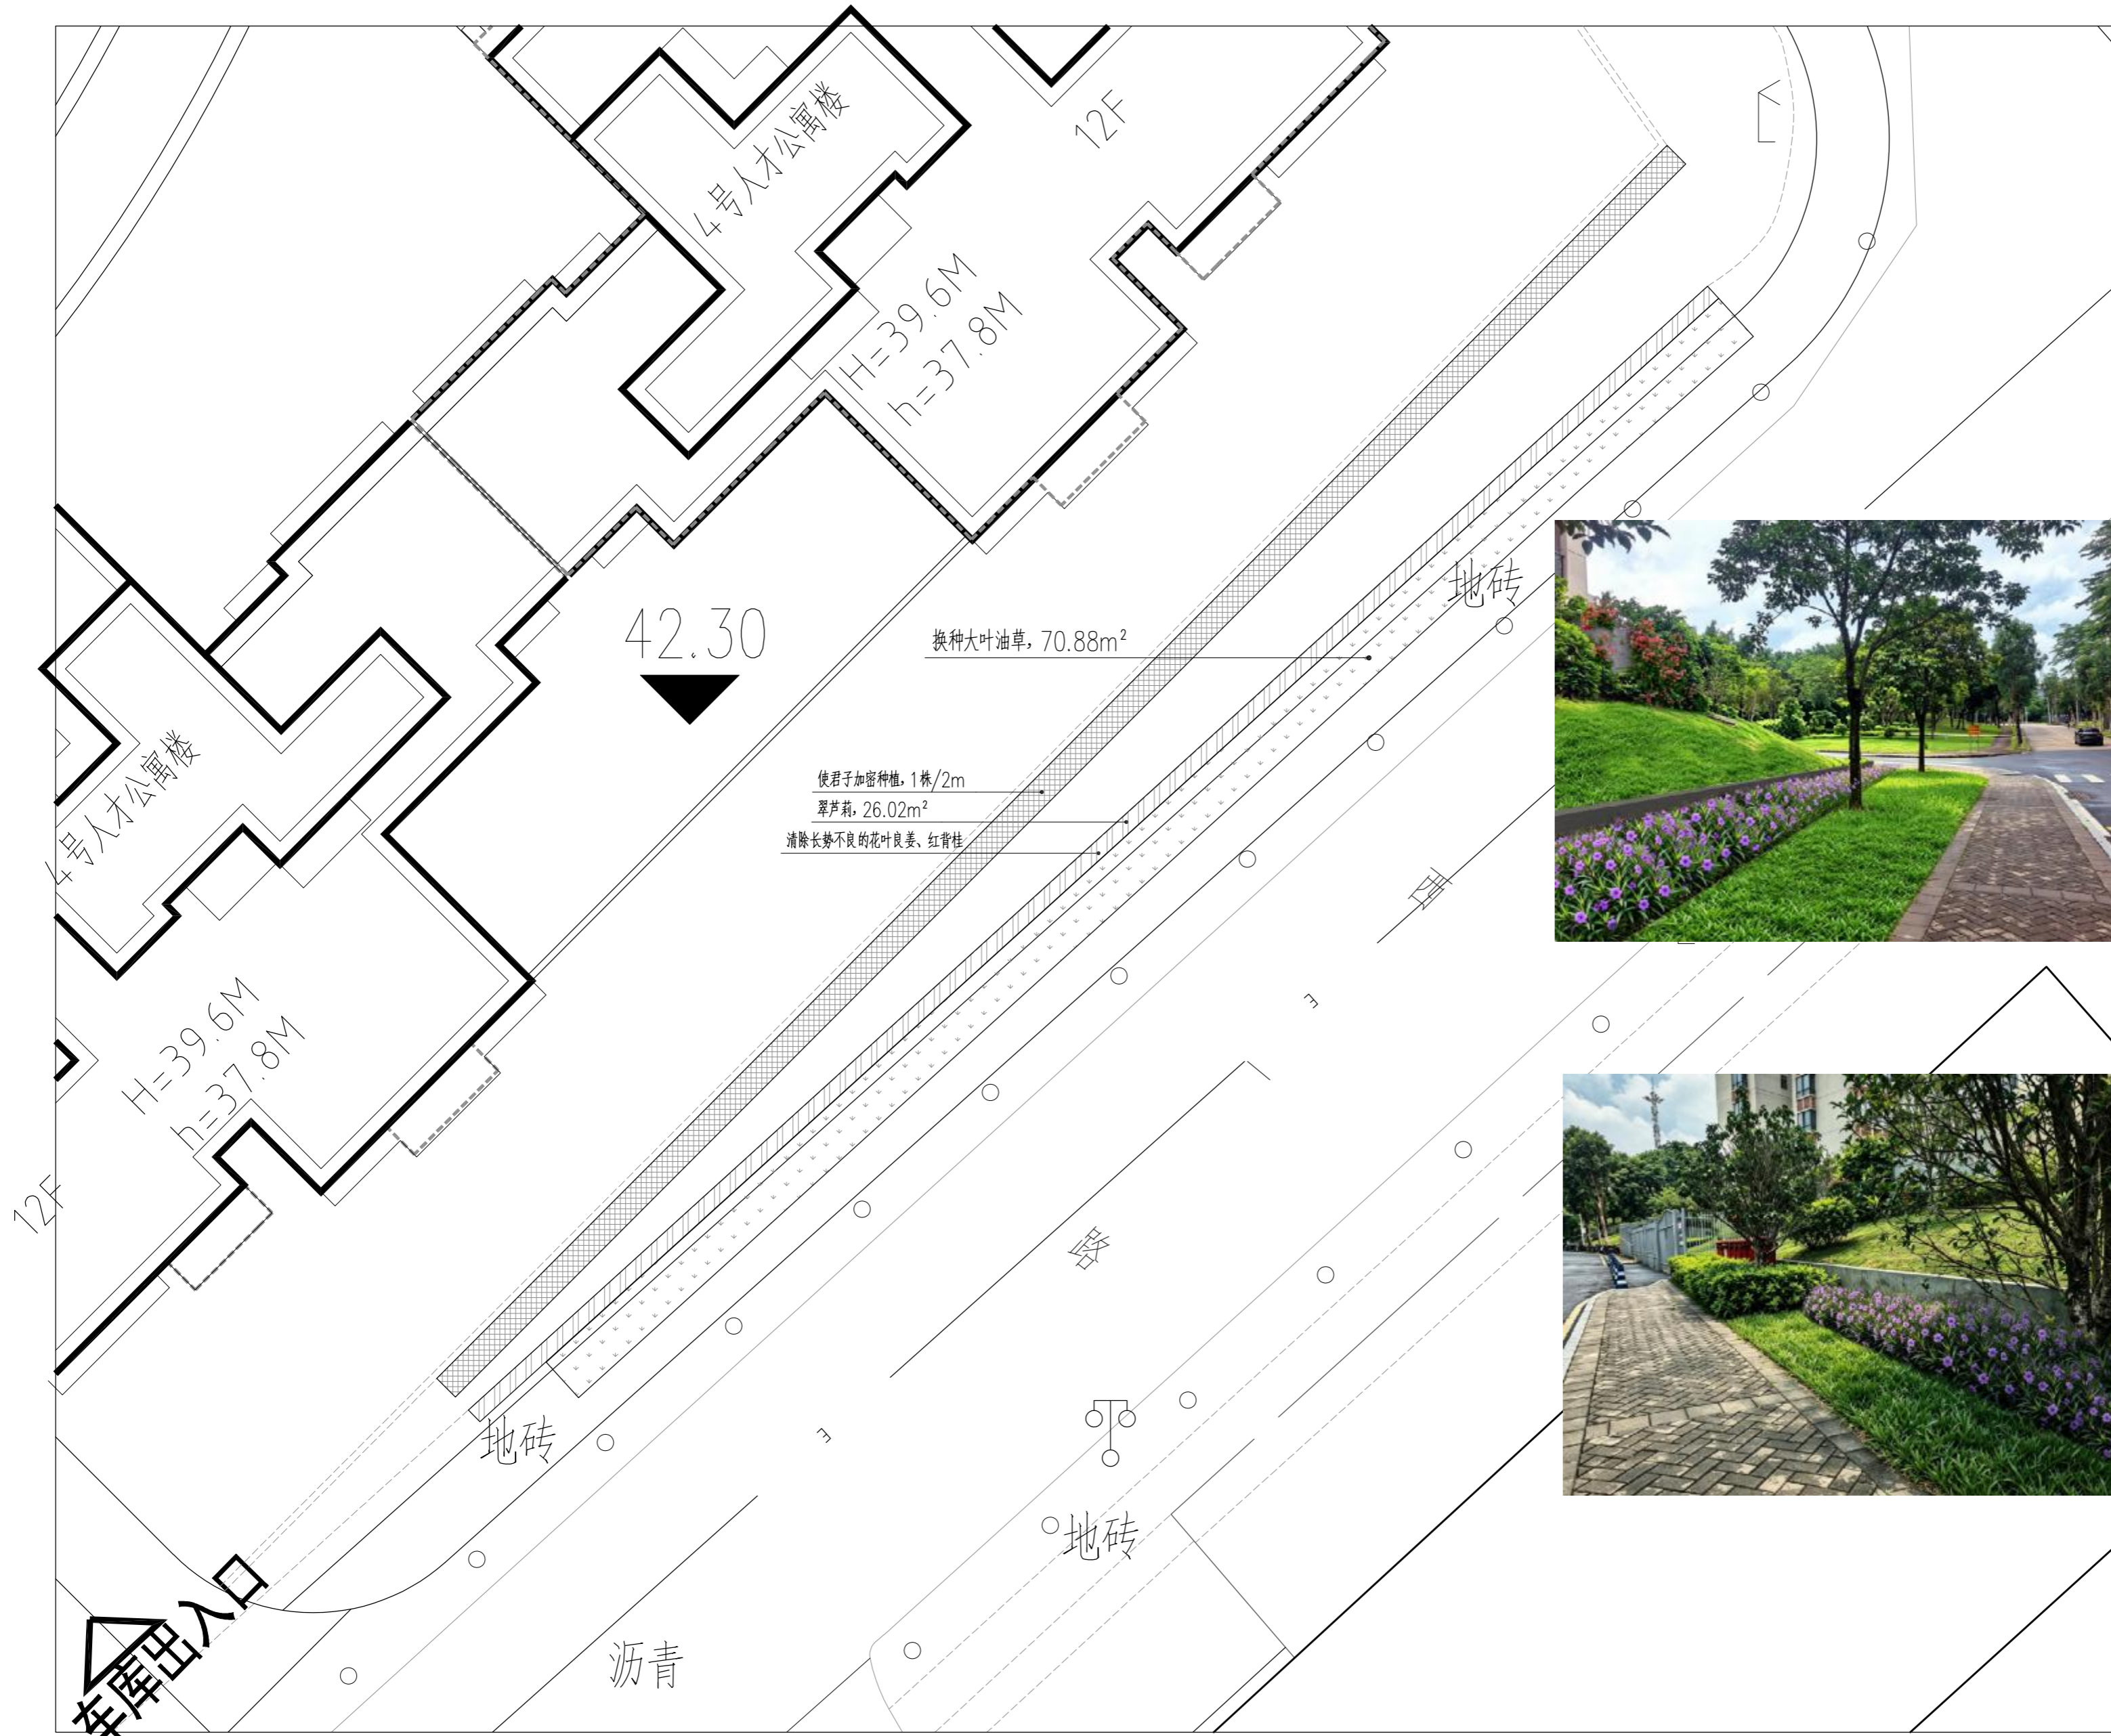 4号人才公寓楼
12F
H=39.6M
h=37.8M
42.30
换种大叶油草, 70.88m²
地砖
使君子加密种植, 1株/2m
翠芦莉, 26.02m²
清除长势不良的花叶良姜、红背桂
4号人才公寓楼
H=39.6M
h=37.8M
12F
路
地砖
地砖
沥青
车库出入口